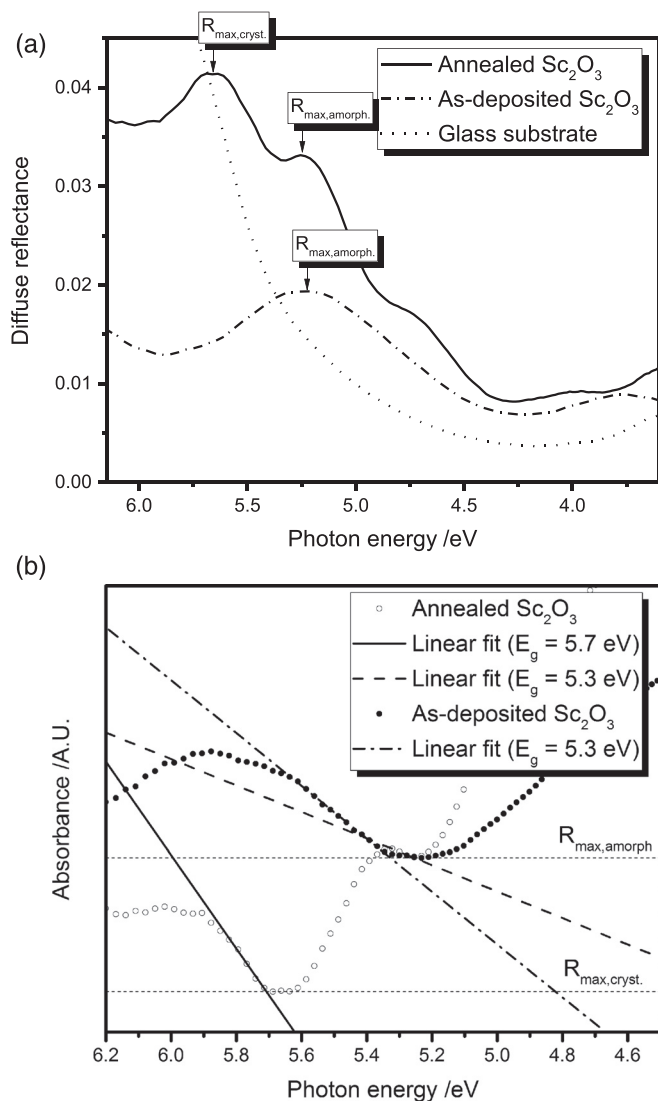 (a)
R_max,cryst.
R_max,amorph.
R_max,amorph.
Annealed Sc₂O₃
As-deposited Sc₂O₃
Glass substrate
0.04
0.03
0.02
0.01
0.00
Diffuse reflectance
6.0 5.5 5.0 4.5 4.0
Photon energy /eV
(b)
Annealed Sc₂O₃
Linear fit (E_g = 5.7 eV)
Linear fit (E_g = 5.3 eV)
As-deposited Sc₂O₃
Linear fit (E_g = 5.3 eV)
Absorbance /A.U.
R_max,amorph
R_max,cryst.
6.2 6.0 5.8 5.6 5.4 5.2 5.0 4.8 4.6
Photon energy /eV